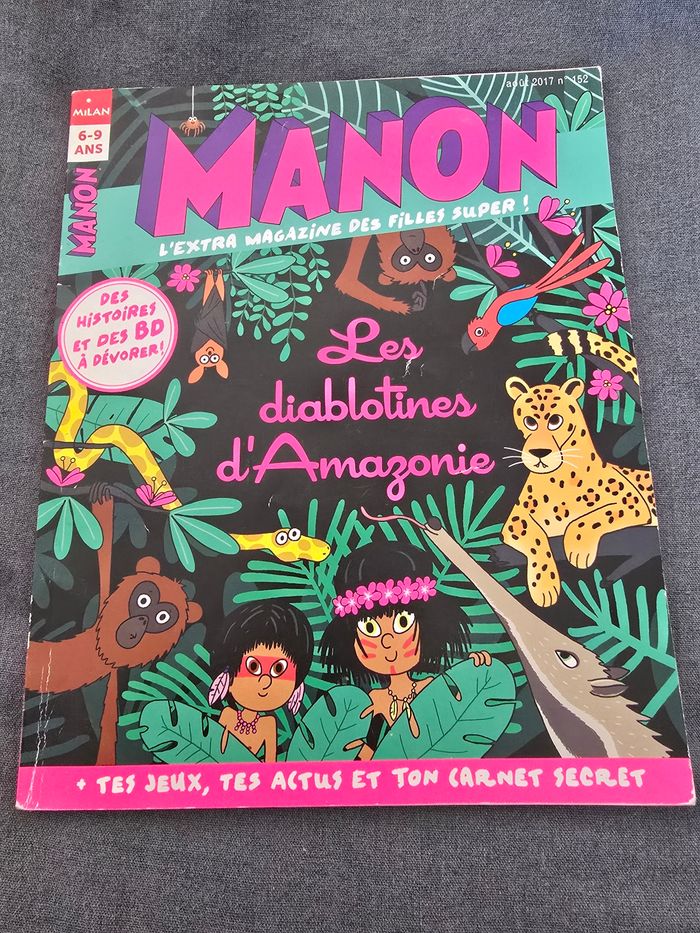 août 2017 n° 152
MiLAN
6-9
ANS
MANON
MANON
L'EXTRA MAGAZINE DES FiLLES SUPER !
DES
HiSTOiRES
ET DES BD
À DÉVORER!
Les
diablotines
d'Amazonie
+ TES JEUX, TES ACTUS ET TON CARNET SECRET